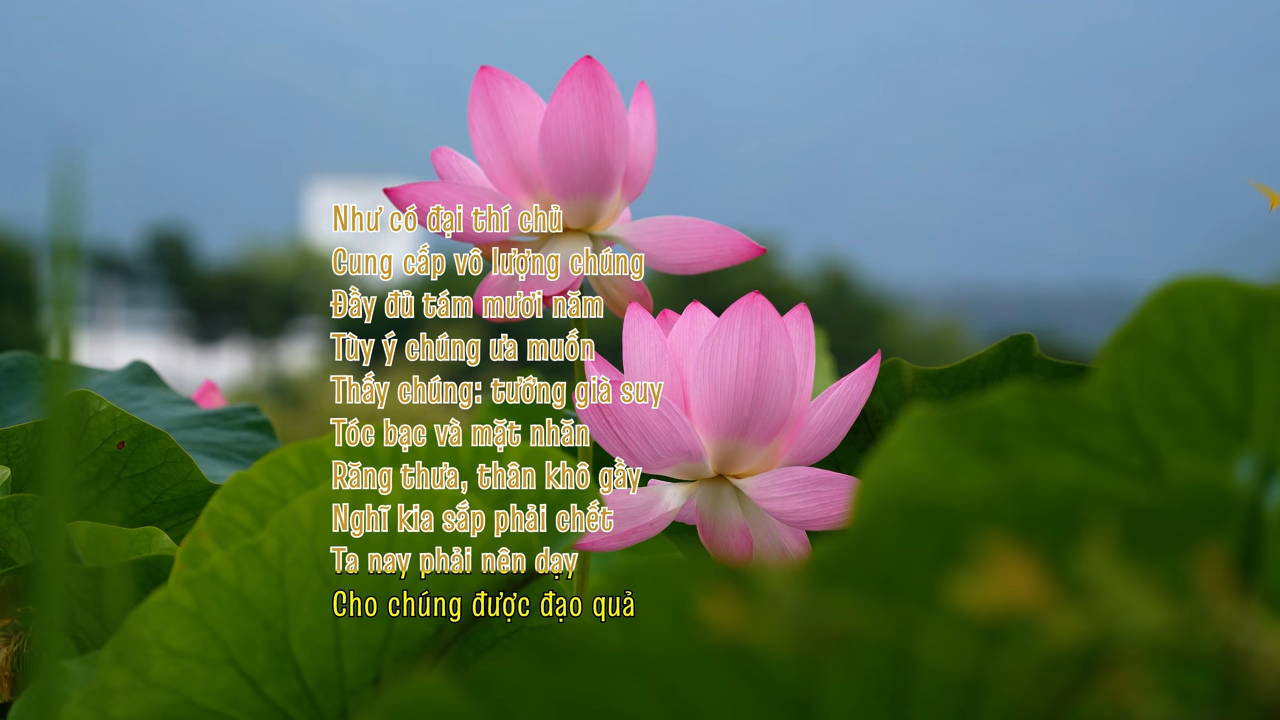 Như có đại thí chủ
Cung cấp vô lượng chúng
Đầy đủ tám mươi năm
Tùy ý chúng ưa muốn
Thấy chúng: tướng già suy
Tóc bạc và mặt nhăn
Răng thưa, thân khô gầy
Nghĩ kia sắp phải chết
Ta nay phải nên dạy
Cho chúng được đạo quả